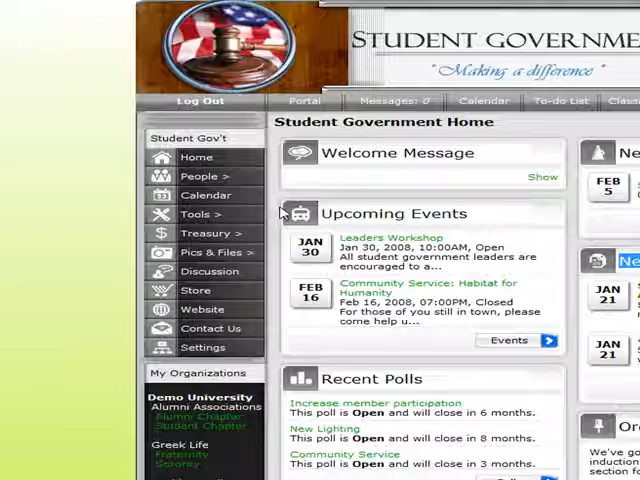 STUDENT GOVERNME
"Making a difference"
Log Out
Portal
Messages: 0
Calendar
To-do List
Class
Student Gov't
Home
People >
Calendar
Tools >
Treasury >
Pics & Files >
Discussion
Store
Website
Contact Us
Settings
My Organizations
Demo University
Alumni Associations
Alumni Chapter
Student Chapter
Greek Life
Fraternity
Sorority
Student Government Home
Welcome Message
Show
Upcoming Events
JAN
30
Leaders Workshop
Jan 30, 2008, 10:00AM, Open
All student government leaders are
encouraged to a...
FEB
16
Community Service: Habitat for
Humanity
Feb 16, 2008, 07:00PM, Closed
For those of you still in town, please
come help u...
Events
Recent Polls
Increase member participation
This poll is Open and will close in 6 months.
New Lighting
This poll is Open and will close in 8 months.
Community Service
This poll is Open and will close in 3 months.
Ne
FEB
5
Ne
JAN
21
JAN
21
Or
We've go
induction
section fo